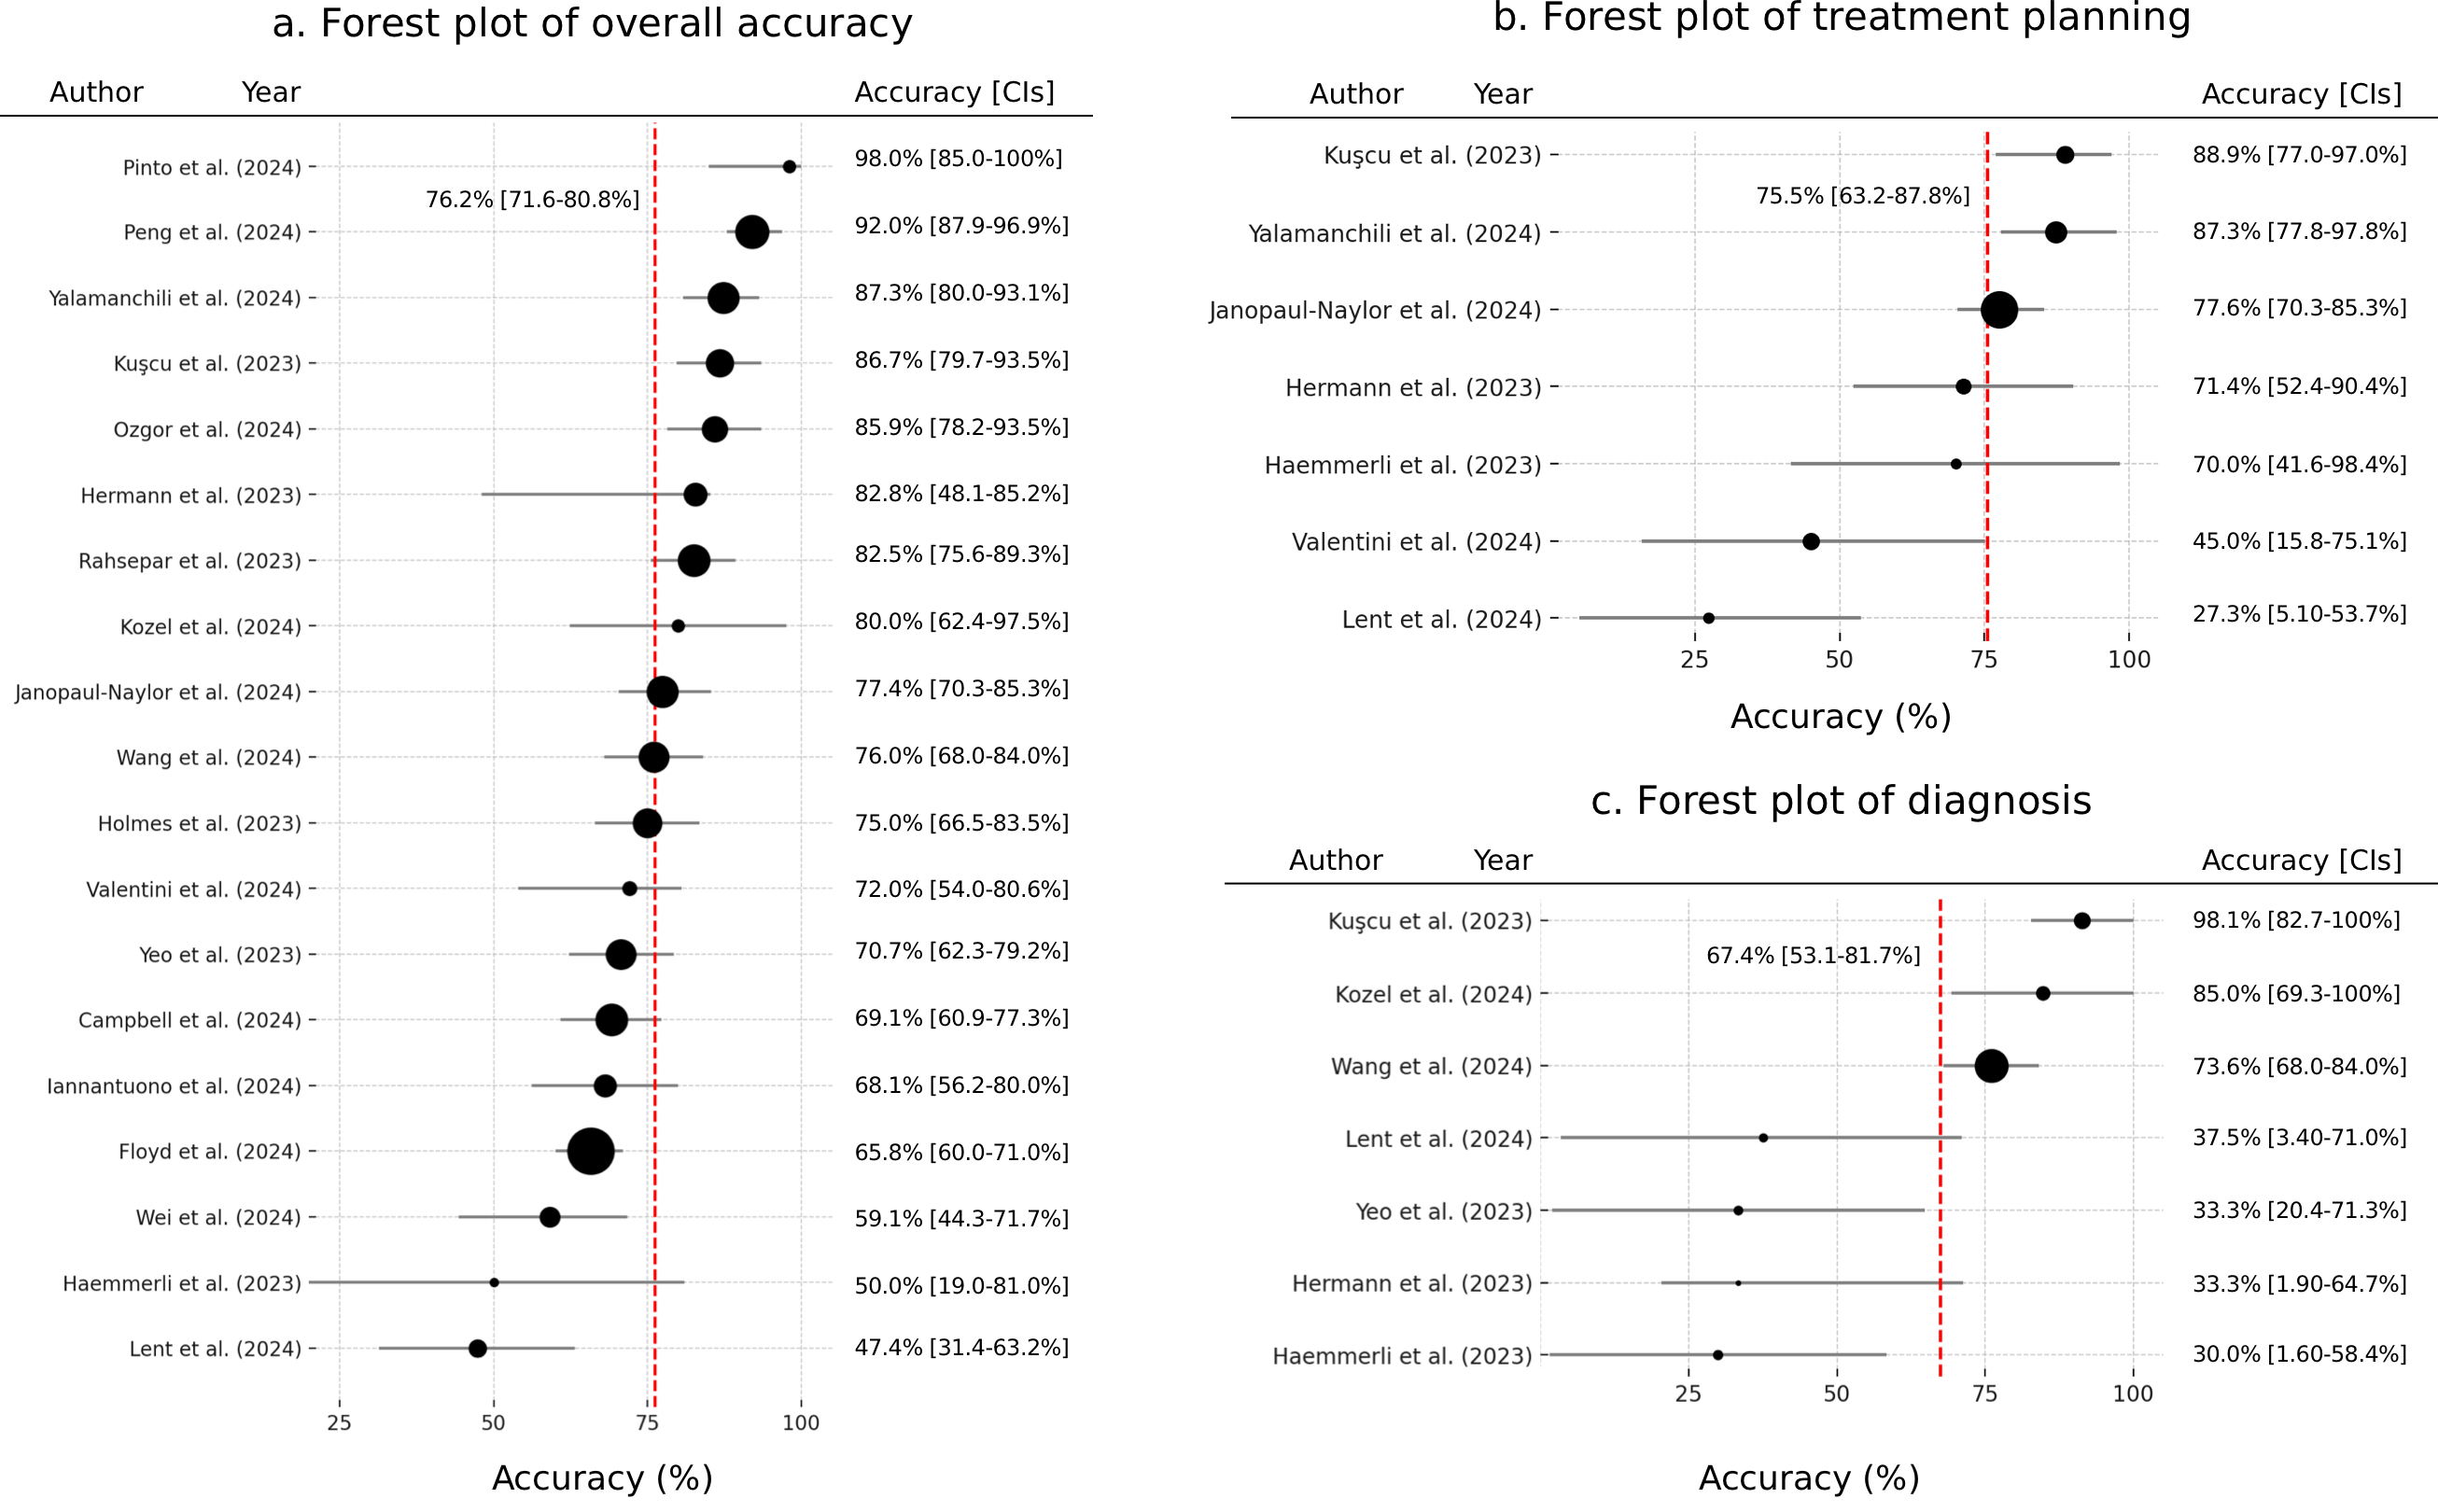 a. Forest plot of overall accuracy
Author Year Accuracy [CIs]
Pinto et al. (2024) 98.0% [85.0-100%]
76.2% [71.6-80.8%]
Peng et al. (2024) 92.0% [87.9-96.9%]
Yalamanchili et al. (2024) 87.3% [80.0-93.1%]
Kuşcu et al. (2023) 86.7% [79.7-93.5%]
Ozgor et al. (2024) 85.9% [78.2-93.5%]
Hermann et al. (2023) 82.8% [48.1-85.2%]
Rahsepar et al. (2023) 82.5% [75.6-89.3%]
Kozel et al. (2024) 80.0% [62.4-97.5%]
Janopaul-Naylor et al. (2024) 77.4% [70.3-85.3%]
Wang et al. (2024) 76.0% [68.0-84.0%]
Holmes et al. (2023) 75.0% [66.5-83.5%]
Valentini et al. (2024) 72.0% [54.0-80.6%]
Yeo et al. (2023) 70.7% [62.3-79.2%]
Campbell et al. (2024) 69.1% [60.9-77.3%]
Iannantuono et al. (2024) 68.1% [56.2-80.0%]
Floyd et al. (2024) 65.8% [60.0-71.0%]
Wei et al. (2024) 59.1% [44.3-71.7%]
Haemmerli et al. (2023) 50.0% [19.0-81.0%]
Lent et al. (2024) 47.4% [31.4-63.2%]
25 50 75 100
Accuracy (%)
b. Forest plot of treatment planning
Author Year Accuracy [CIs]
Kuşcu et al. (2023) 88.9% [77.0-97.0%]
75.5% [63.2-87.8%]
Yalamanchili et al. (2024) 87.3% [77.8-97.8%]
Janopaul-Naylor et al. (2024) 77.6% [70.3-85.3%]
Hermann et al. (2023) 71.4% [52.4-90.4%]
Haemmerli et al. (2023) 70.0% [41.6-98.4%]
Valentini et al. (2024) 45.0% [15.8-75.1%]
Lent et al. (2024) 27.3% [5.10-53.7%]
25 50 75 100
Accuracy (%)
c. Forest plot of diagnosis
Author Year Accuracy [CIs]
Kuşcu et al. (2023) 98.1% [82.7-100%]
67.4% [53.1-81.7%]
Kozel et al. (2024) 85.0% [69.3-100%]
Wang et al. (2024) 73.6% [68.0-84.0%]
Lent et al. (2024) 37.5% [3.40-71.0%]
Yeo et al. (2023) 33.3% [20.4-71.3%]
Hermann et al. (2023) 33.3% [1.90-64.7%]
Haemmerli et al. (2023) 30.0% [1.60-58.4%]
25 50 75 100
Accuracy (%)